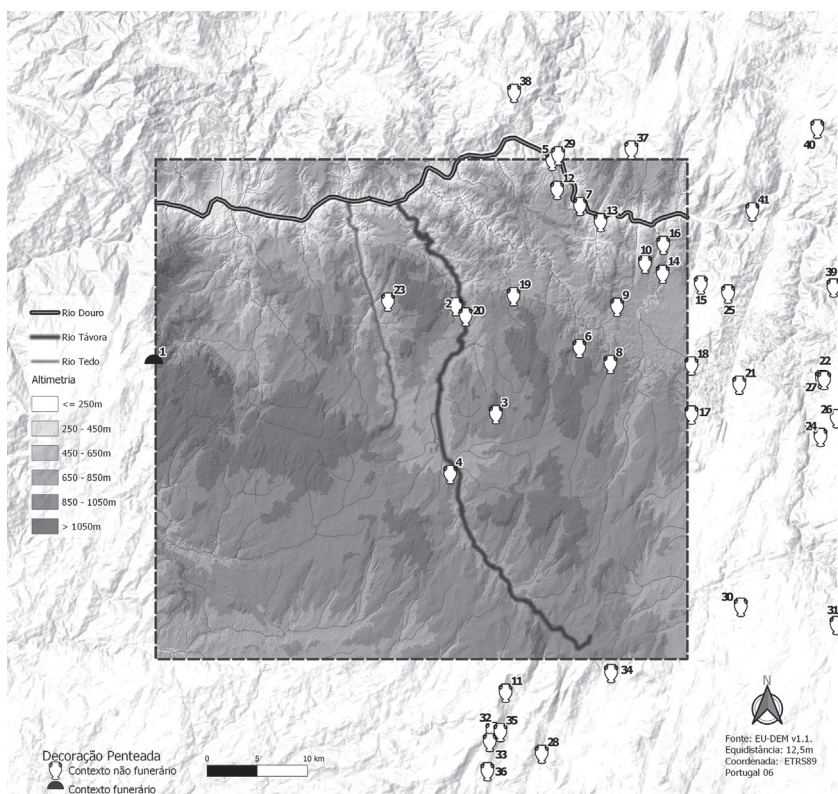 38
37
40
5
29
12
7
41
13
16
10
14
39
23
2
20
19
9
15
25
Rio Douro
Rio Távora
1
Rio Tedo
6
8
18
22
21
27
Altimetria
<= 250m
3
17
26
24
250 - 450m
450 - 650m
4
650 - 850m
850 - 1050m
> 1050m
30
31
34
11
N
32
35
33
28
36
Decoração Penteada
Contexto não funerário
Contexto funerário
0
5
10 km
Fonte: EU-DEM v1.1.
Equidistância: 12,5m
Coordenada: ETRS89
Portugal 06